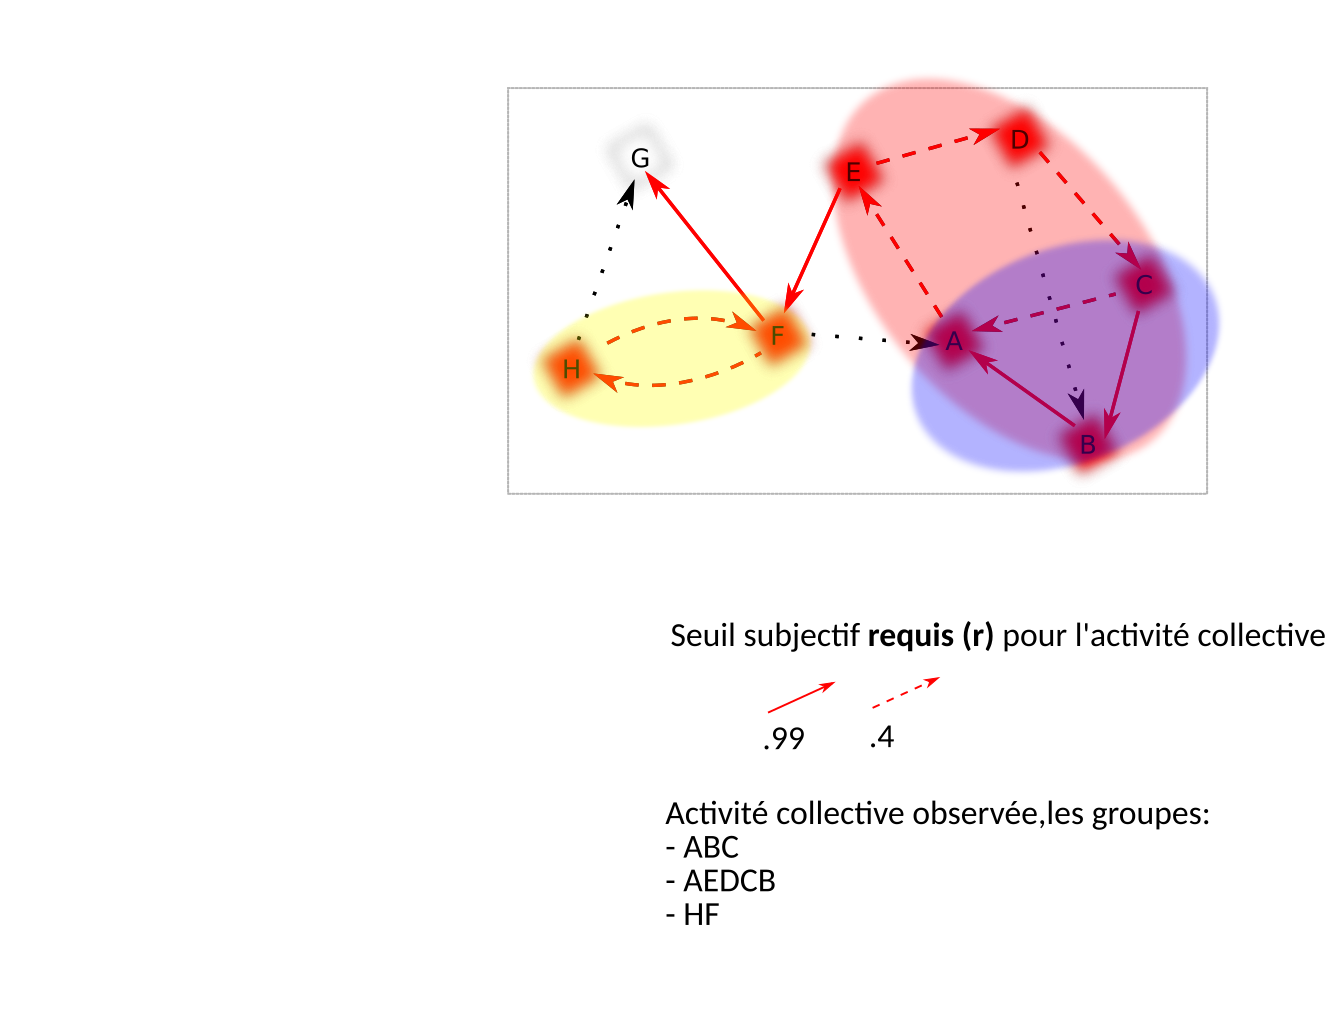 D
G
E
C
F
A
H
B
Seuil subjectif requis (r) pour l'activité collective
.99 .4
Activité collective observée,les groupes:
- ABC
- AEDCB
- HF